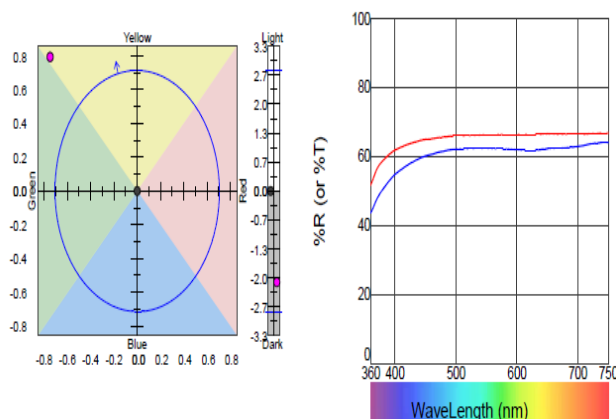 Yellow
Light
0.8
0.6
0.4
0.2
0.0
-0.2
-0.4
-0.6
-0.8
Green
Red
Blue
-0.8 -0.6 -0.4 -0.2 0.0 0.2 0.4 0.6 0.8
3.3
2.7
2.0
1.3
0.7
0.0
-0.7
-1.3
-2.0
-2.7
-3.3
Dark
%R (or %T)
100
80
60
40
20
0
360 400 500 600 700 750
WaveLength (nm)